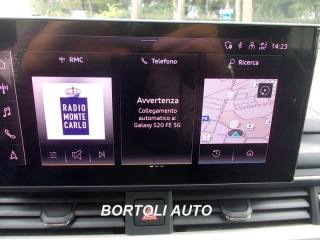 14:23
RMC
Telefono
Ricerca
RADIO
MONTE
CARLO
Avvertenza
Collegamento
automatico a:
Galaxy S20 FE 5G
BORTOLI AUTO